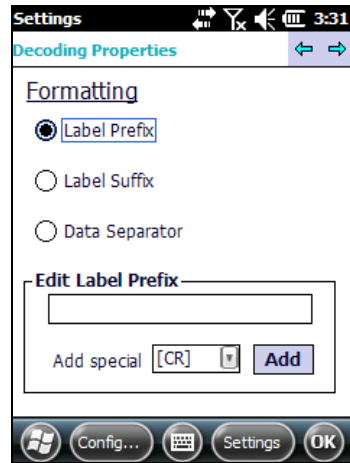 Settings 3:31
Decoding Properties
Formatting
Label Prefix
Label Suffix
Data Separator
Edit Label Prefix
Add special [CR] Add
Config... Settings OK